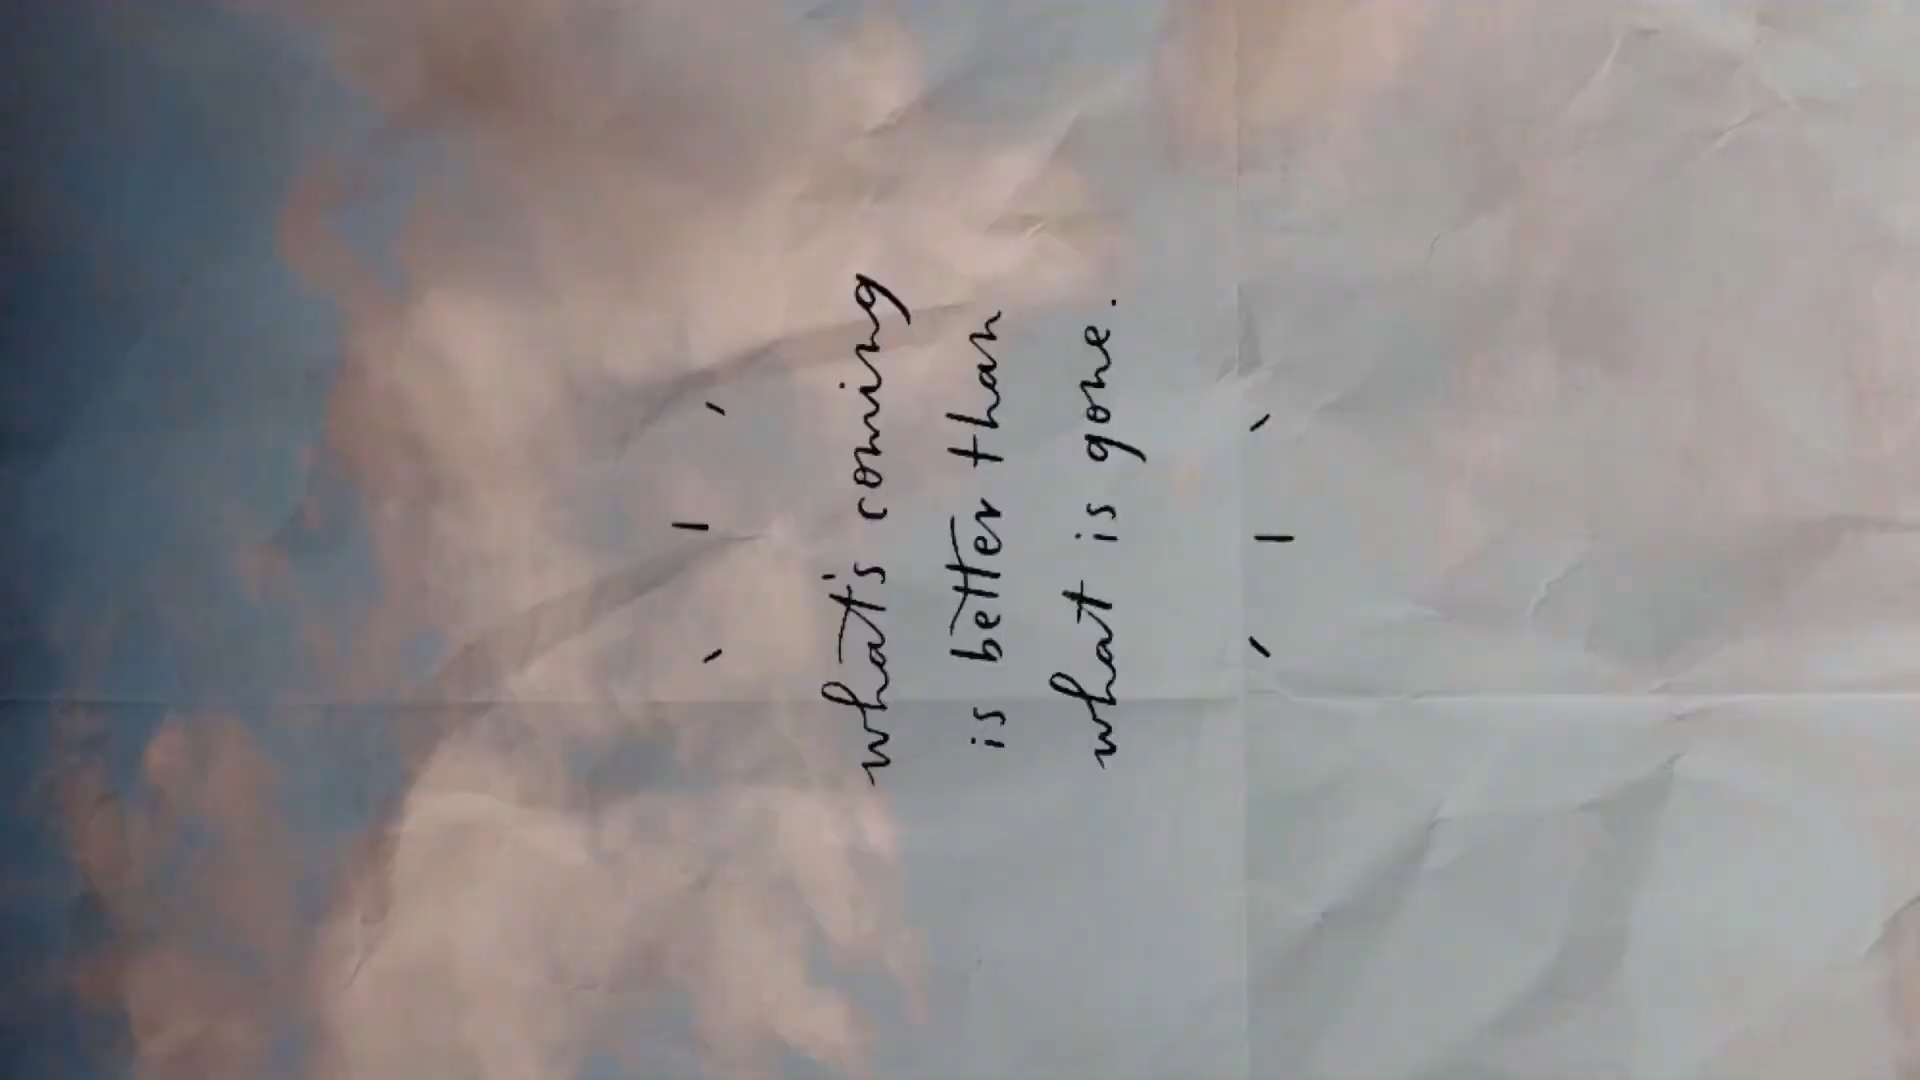 what's coming
is better than
what is gone.